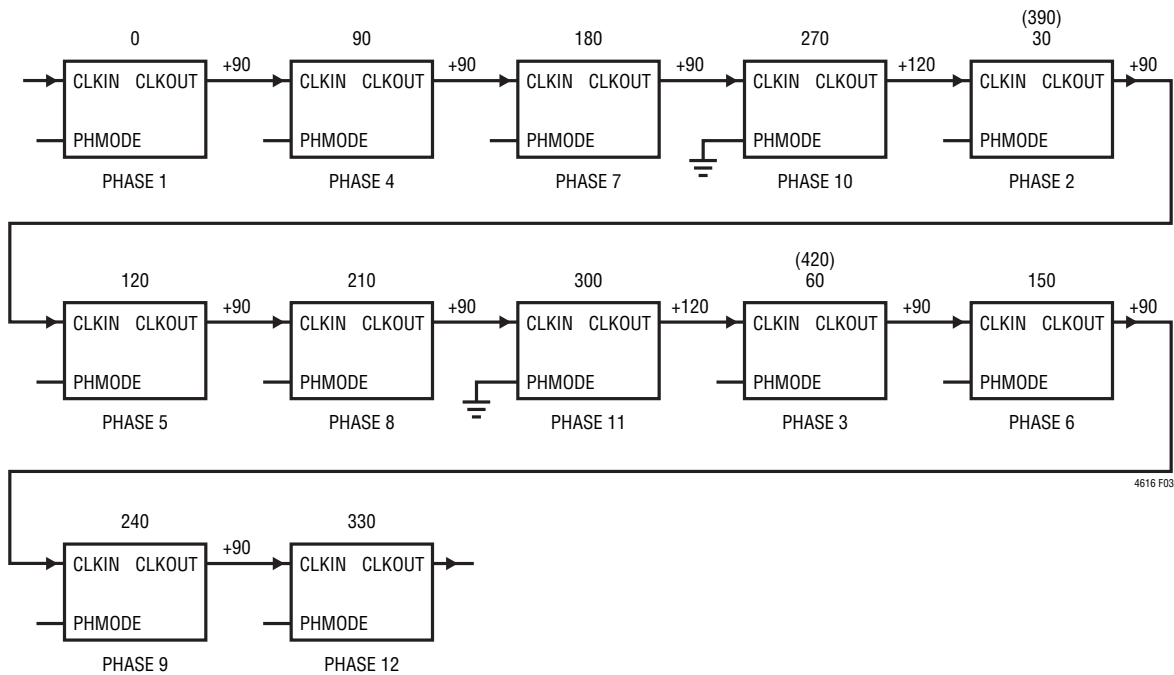 0
90
180
270
(390)
30
CLKIN CLKOUT
+90
CLKIN CLKOUT
+90
CLKIN CLKOUT
+90
CLKIN CLKOUT
+120
CLKIN CLKOUT
+90
PHMODE
PHMODE
PHMODE
PHMODE
PHMODE
PHASE 1
PHASE 4
PHASE 7
PHASE 10
PHASE 2
120
210
300
(420)
60
150
CLKIN CLKOUT
+90
CLKIN CLKOUT
+90
CLKIN CLKOUT
+120
CLKIN CLKOUT
+90
CLKIN CLKOUT
+90
PHMODE
PHMODE
PHMODE
PHMODE
PHMODE
PHASE 5
PHASE 8
PHASE 11
PHASE 3
PHASE 6
4616 F03
240
330
CLKIN CLKOUT
+90
CLKIN CLKOUT
PHMODE
PHMODE
PHASE 9
PHASE 12